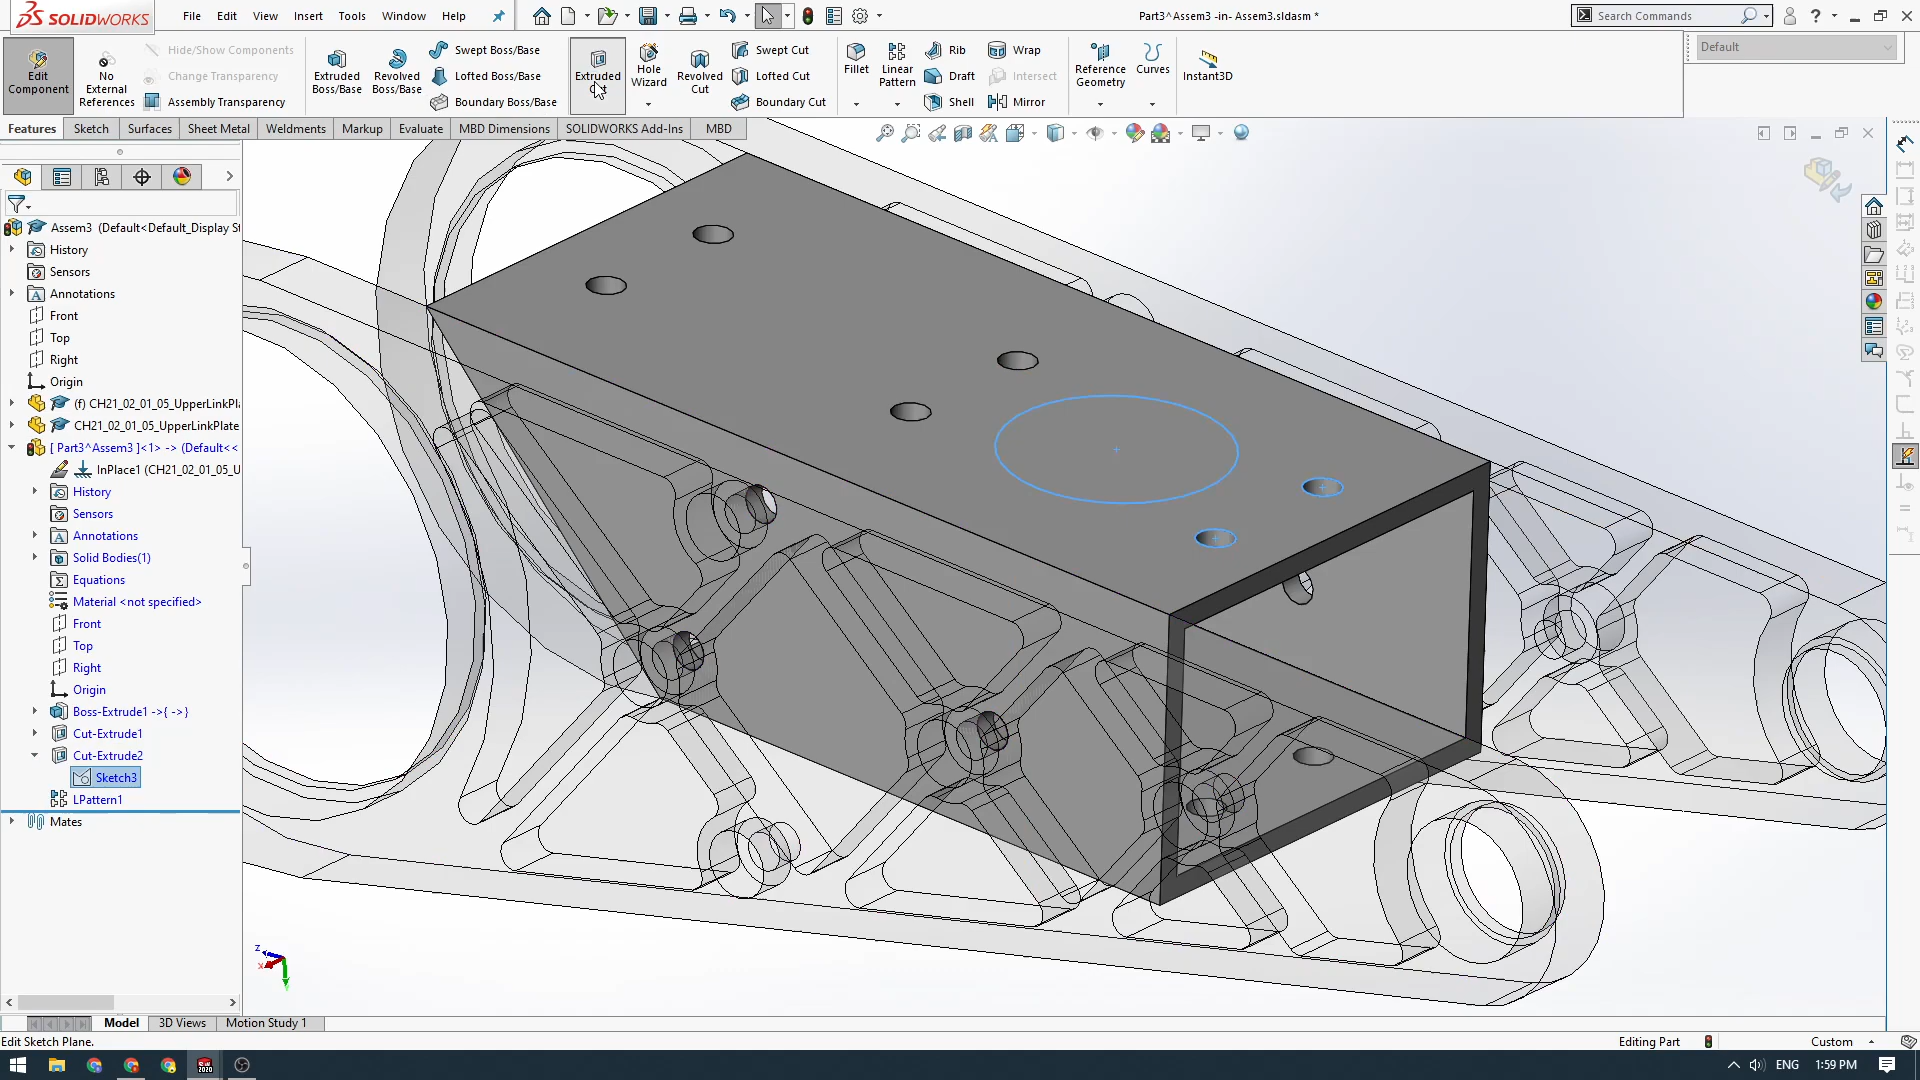 SOLIDWORKS
File Edit View Insert Tools Window Help
Part3^Assem3 -in- Assem3.sldasm *
Search Commands
Edit Component
No External References
Hide/Show Components
Change Transparency
Assembly Transparency
Extruded Boss/Base
Revolved Boss/Base
Swept Boss/Base
Lofted Boss/Base
Boundary Boss/Base
Extruded
Hole Wizard
Revolved Cut
Swept Cut
Lofted Cut
Boundary Cut
Fillet
Linear Pattern
Rib
Draft
Shell
Wrap
Intersect
Mirror
Reference Geometry
Curves
Instant3D
Default
Features Sketch Surfaces Sheet Metal Weldments Markup Evaluate MBD Dimensions SOLIDWORKS Add-Ins MBD
Assem3 (Default<Default_Display St
History
Sensors
Annotations
Front
Top
Right
Origin
(f) CH21_02_01_05_UpperLinkPla
CH21_02_01_05_UpperLinkPlate
[ Part3^Assem3 ]<1> -> (Default<<
InPlace1 (CH21_02_01_05_U
History
Sensors
Annotations
Solid Bodies(1)
Equations
Material <not specified>
Front
Top
Right
Origin
Boss-Extrude1 ->{ ->}
Cut-Extrude1
Cut-Extrude2
Sketch3
LPattern1
Mates
z
x
Model 3D Views Motion Study 1
Edit Sketch Plane.
Editing Part
Custom
ENG
1:59 PM